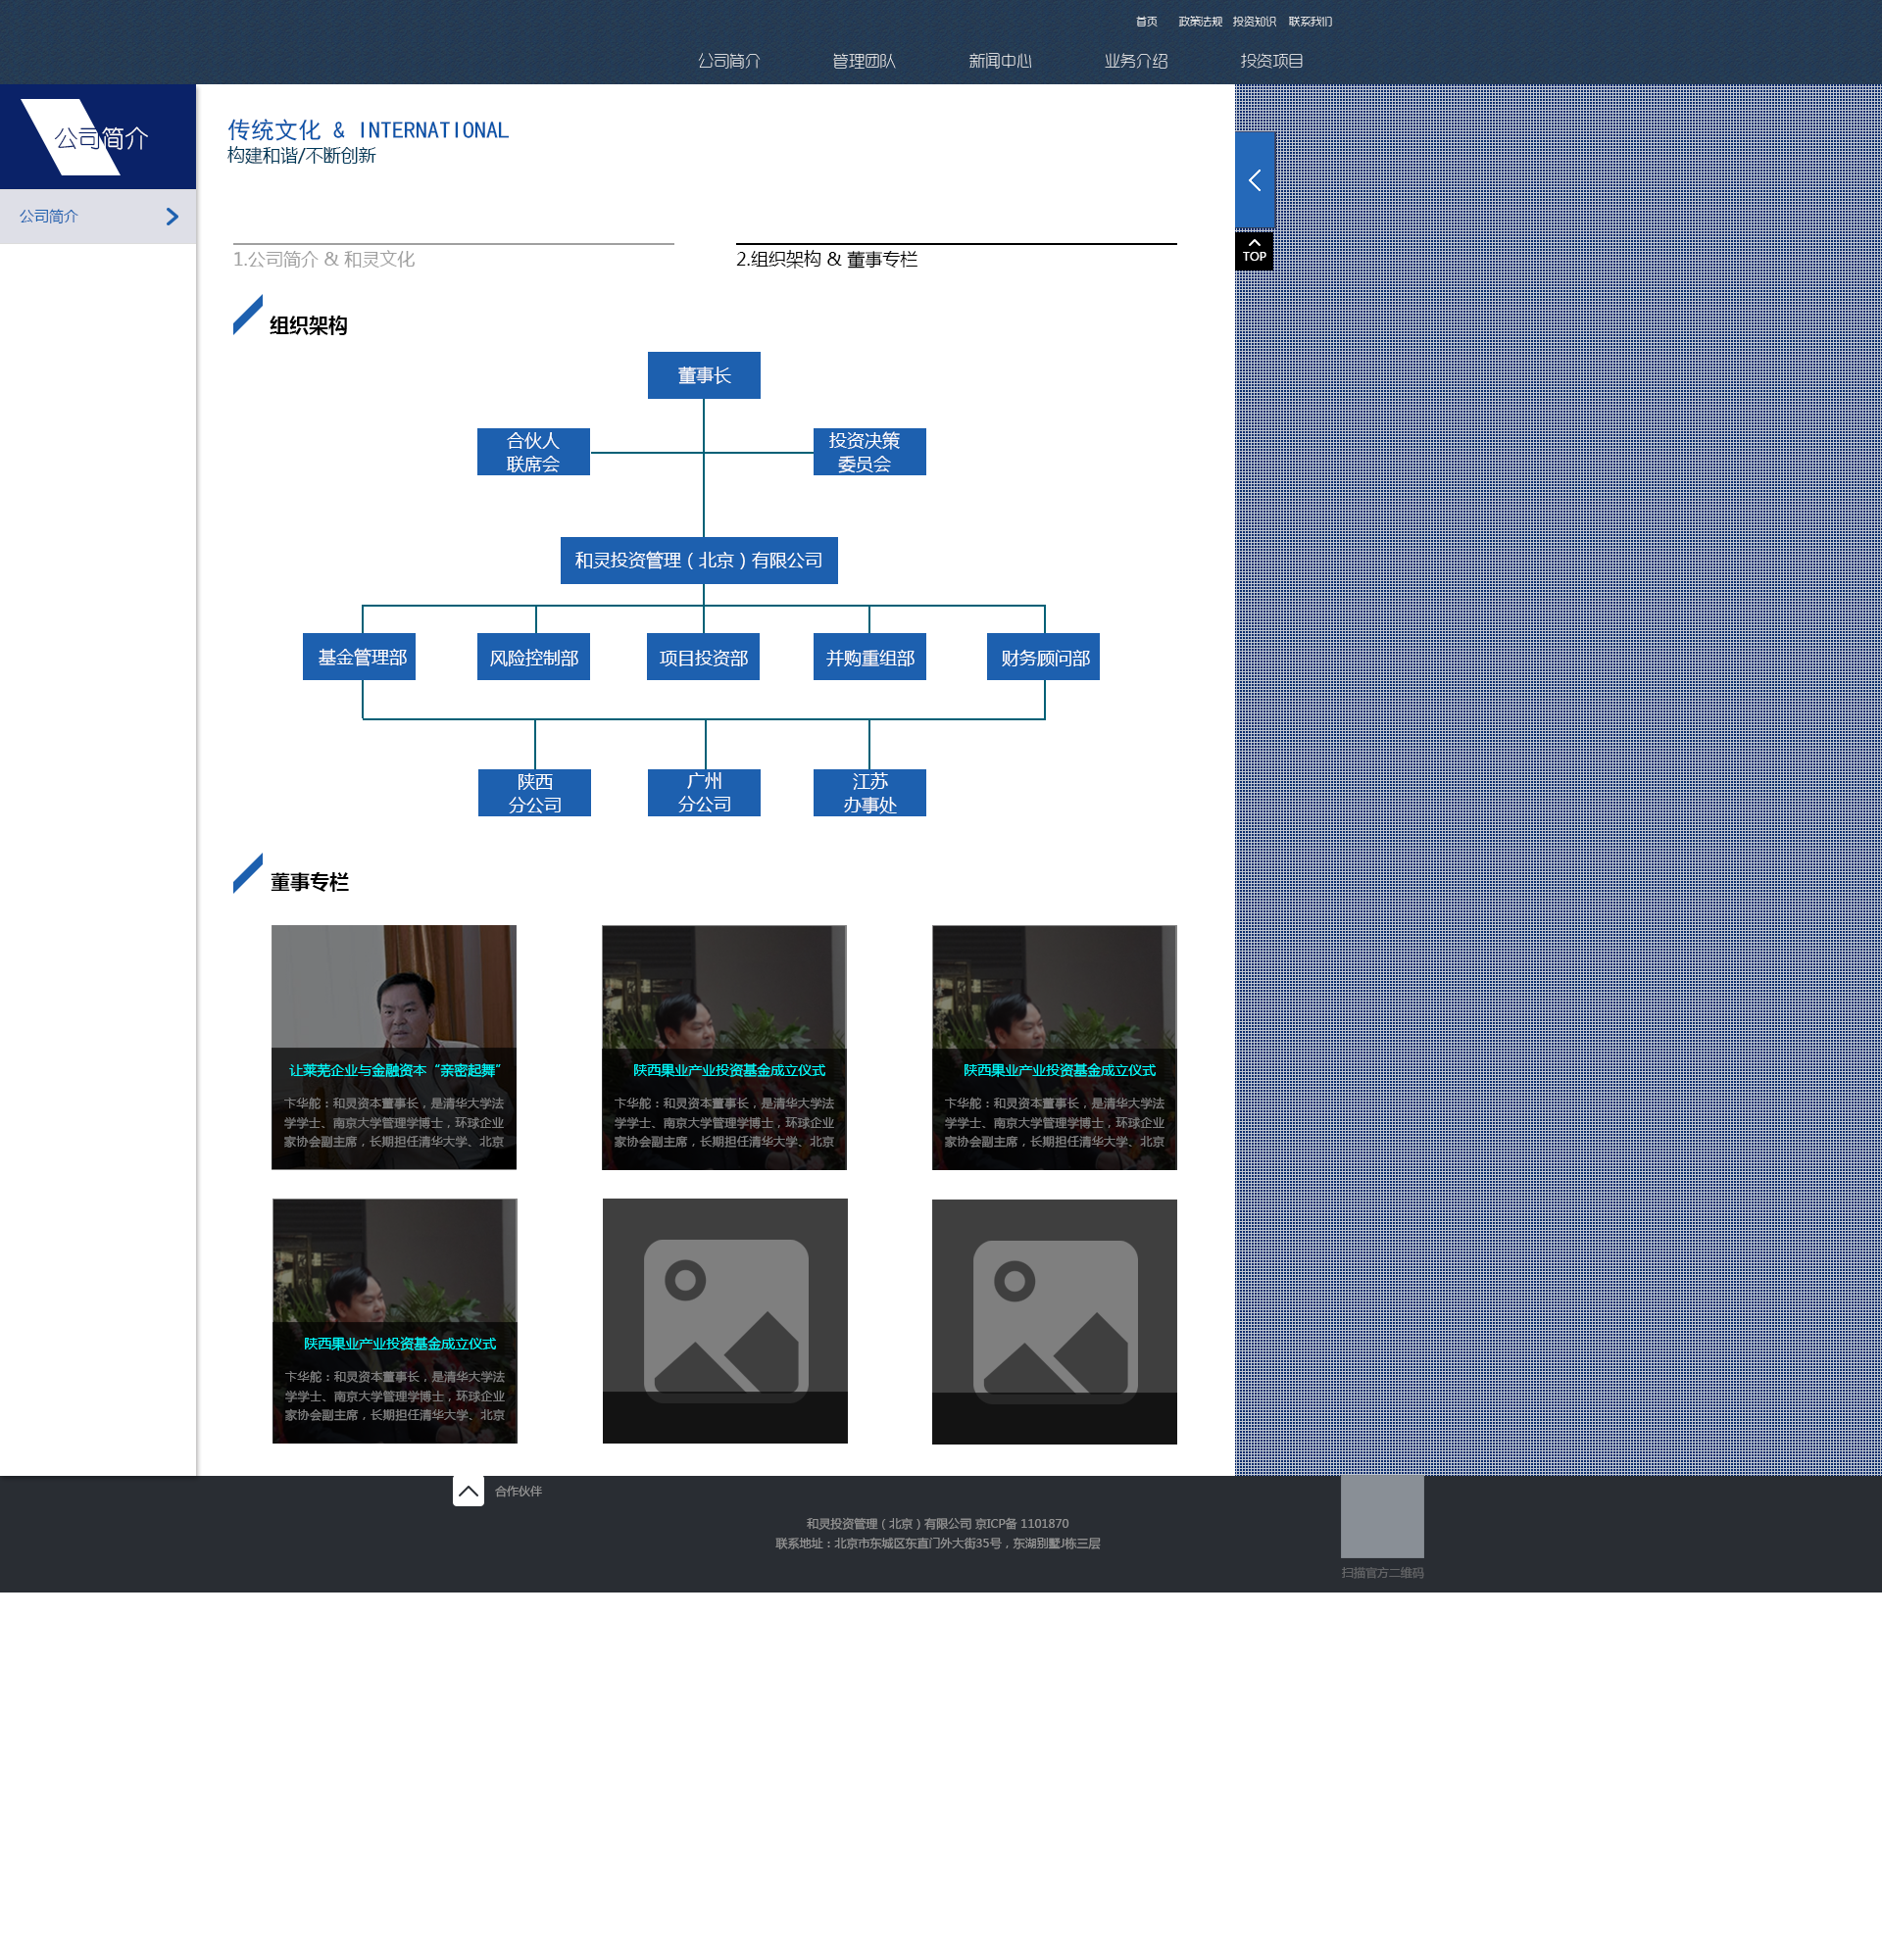 首页 政策法规 投资知识 联系我们
公司简介 管理团队 新闻中心 业务介绍 投资项目
公司简介
公司简介
传统文化 & INTERNATIONAL
构建和谐/不断创新
TOP
1.公司简介 & 和灵文化
2.组织架构 & 董事专栏
组织架构
董事长
合伙人
联席会
投资决策
委员会
和灵投资管理（北京）有限公司
基金管理部 风险控制部 项目投资部 并购重组部 财务顾问部
陕西
分公司
广州
分公司
江苏
办事处
董事专栏
让莱芜企业与金融资本“亲密起舞”
卞华舵：和灵资本董事长，是清华大学法
学学士、南京大学管理学博士，环球企业
家协会副主席，长期担任清华大学、北京
陕西果业产业投资基金成立仪式
卞华舵：和灵资本董事长，是清华大学法
学学士、南京大学管理学博士，环球企业
家协会副主席，长期担任清华大学、北京
陕西果业产业投资基金成立仪式
卞华舵：和灵资本董事长，是清华大学法
学学士、南京大学管理学博士，环球企业
家协会副主席，长期担任清华大学、北京
陕西果业产业投资基金成立仪式
卞华舵：和灵资本董事长，是清华大学法
学学士、南京大学管理学博士，环球企业
家协会副主席，长期担任清华大学、北京
合作伙伴
和灵投资管理（北京）有限公司 京ICP备 1101870
联系地址：北京市东城区东直门外大街35号，东湖别墅J栋三层
扫描官方二维码